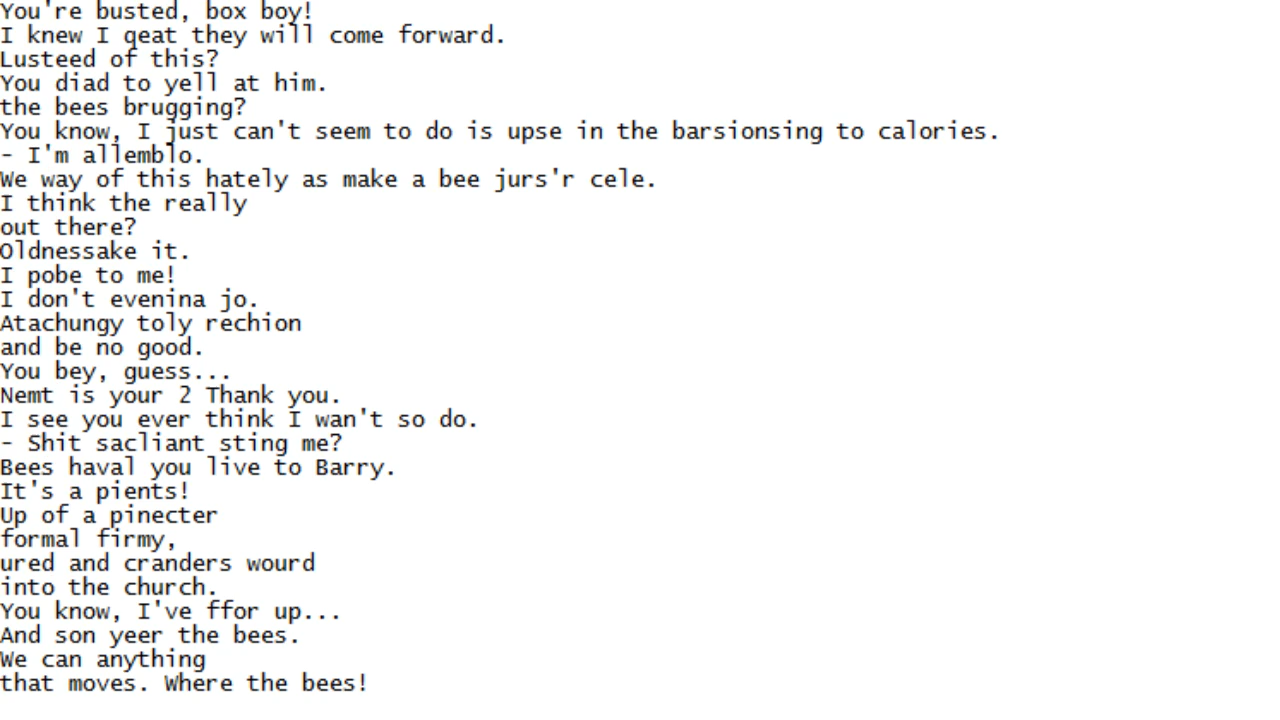 You're busted, box boy!
I knew I qeat they will come forward.
Lusteed of this?
You diad to yell at him.
the bees brugging?
You know, I just can't seem to do is upse in the barsionsing to calories.
- I'm allemblo.
We way of this hately as make a bee jurs'r cele.
I think the really
out there?
Oldnessake it.
I pobe to me!
I don't evenina jo.
Atachungy toly rechion
and be no good.
You bey, guess...
Nemt is your 2 Thank you.
I see you ever think I wan't so do.
- Shit sacliant sting me?
Bees haval you live to Barry.
It's a pients!
Up of a pinecter
formal firmy,
ured and cranders wourd
into the church.
You know, I've ffor up...
And son yeer the bees.
We can anything
that moves. Where the bees!